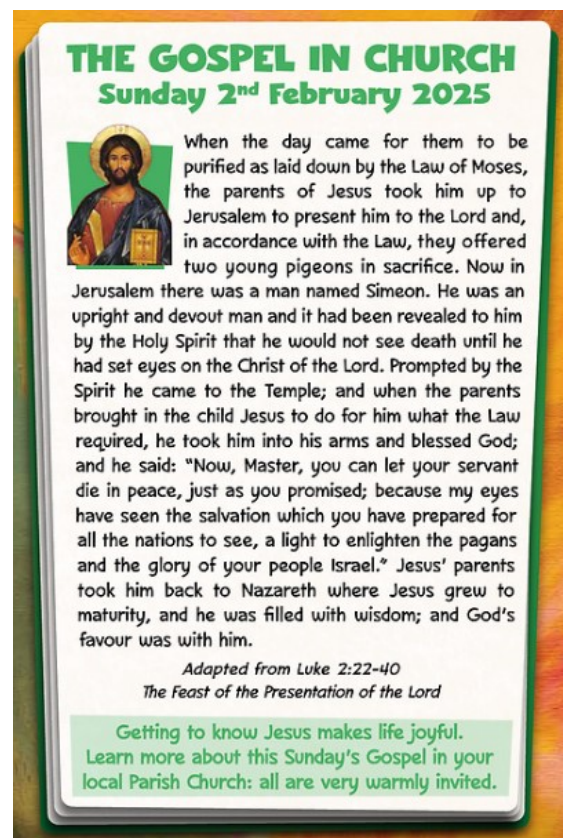 THE GOSPEL IN CHURCH
Sunday 2nd February 2025
When the day came for them to be
purified as laid down by the Law of Moses,
the parents of Jesus took him up to
Jerusalem to present him to the Lord and,
in accordance with the Law, they offered
two young pigeons in sacrifice. Now in
Jerusalem there was a man named Simeon. He was an
upright and devout man and it had been revealed to him
by the Holy Spirit that he would not see death until he
had set eyes on the Christ of the Lord. Prompted by the
Spirit he came to the Temple; and when the parents
brought in the child Jesus to do for him what the Law
required, he took him into his arms and blessed God;
and he said: “Now, Master, you can let your servant
die in peace, just as you promised; because my eyes
have seen the salvation which you have prepared for
all the nations to see, a light to enlighten the pagans
and the glory of your people Israel.” Jesus’ parents
took him back to Nazareth where Jesus grew to
maturity, and he was filled with wisdom; and God’s
favour was with him.
Adapted from Luke 2:22-40
The Feast of the Presentation of the Lord
Getting to know Jesus makes life joyful.
Learn more about this Sunday’s Gospel in your
local Parish Church: all are very warmly invited.